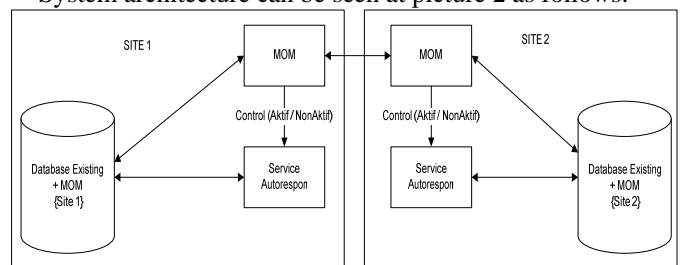 System architecture can be seen at picture 2 as follows:
SITE 1
MOM
Control (Aktif / NonAktif)
Database Existing
+ MOM
{Site 1}
Service
Autorespon
SITE 2
MOM
Control (Aktif / NonAktif)
Service
Autorespon
Database Existing
+ MOM
{Site 2}